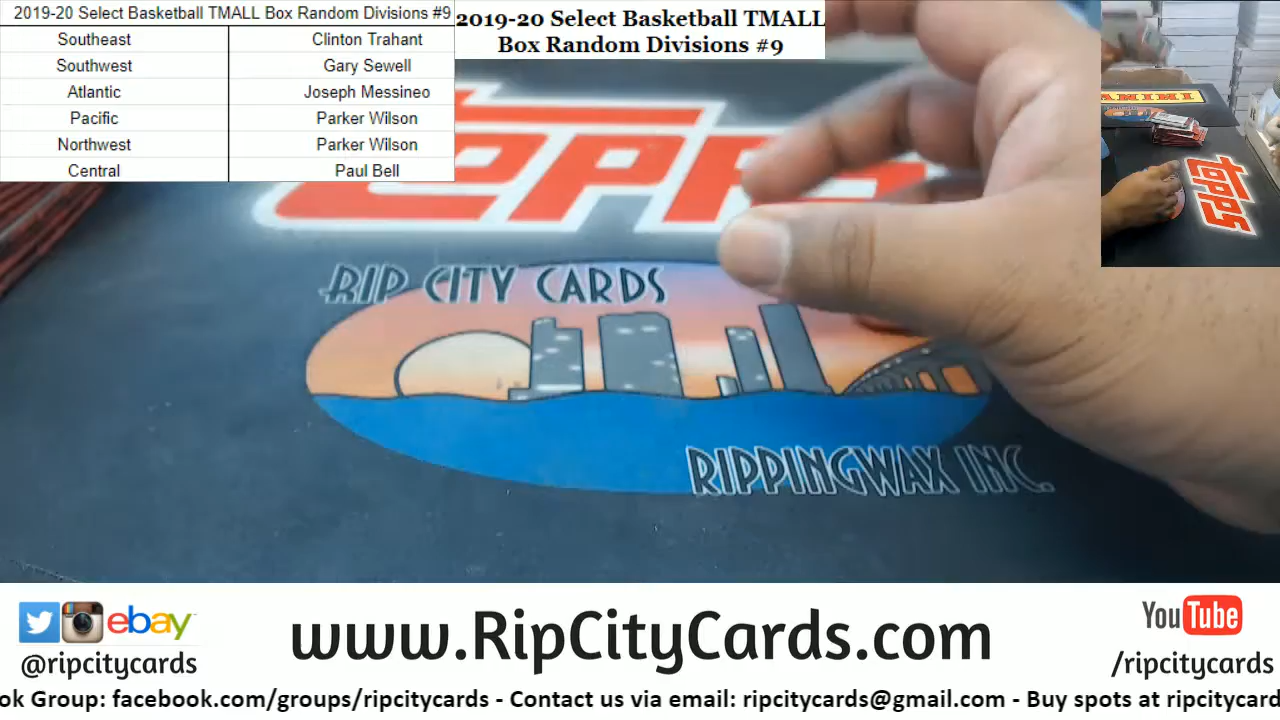 2019-20 Select Basketball TMALL Box Random Divisions #9
Southeast Clinton Trahant
Southwest Gary Sewell
Atlantic Joseph Messineo
Pacific Parker Wilson
Northwest Parker Wilson
Central Paul Bell
2019-20 Select Basketball TMALL
Box Random Divisions #9
topps
RIP CITY CARDS
RIPPINGWAX INC.
PANINI
topps
ebay
@ripcitycards
www.RipCityCards.com
YouTube
/ripcitycards
ok Group: facebook.com/groups/ripcitycards - Contact us via email: ripcitycards@gmail.com - Buy spots at ripcitycard